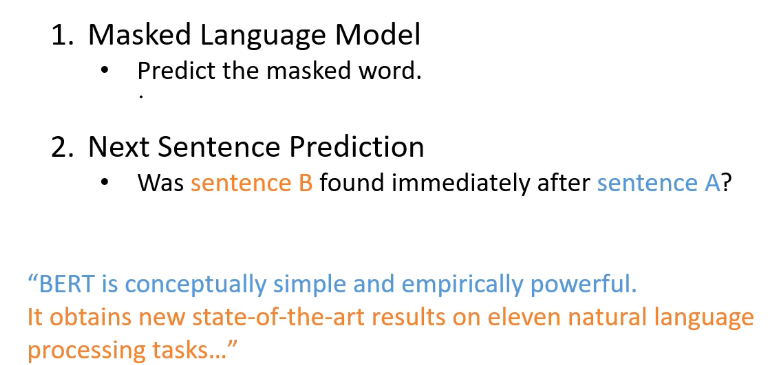 1. Masked Language Model
• Predict the masked word.
.
2. Next Sentence Prediction
• Was sentence B found immediately after sentence A?
“BERT is conceptually simple and empirically powerful.
It obtains new state-of-the-art results on eleven natural language
processing tasks…”